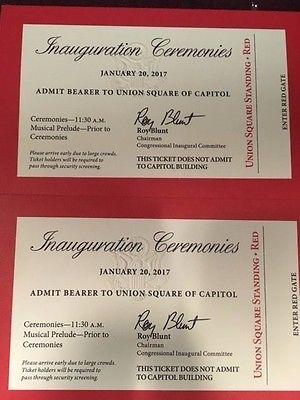 Inauguration Ceremonies
JANUARY 20, 2017
ADMIT BEARER TO UNION SQUARE OF CAPITOL
Ceremonies—11:30 A.M.
Musical Prelude—Prior to
Ceremonies
Please arrive early due to large crowds.
Ticket holders will be required to
pass through security screening.
Roy Blunt
Roy Blunt
Chairman
Congressional Inaugural Committee
THIS TICKET DOES NOT ADMIT
TO CAPITOL BUILDING
UNION SQUARE STANDING • RED
ENTER RED GATE
Inauguration Ceremonies
JANUARY 20, 2017
ADMIT BEARER TO UNION SQUARE OF CAPITOL
Ceremonies—11:30 A.M.
Musical Prelude—Prior to
Ceremonies
Please arrive early due to large crowds.
Ticket holders will be required to
pass through security screening.
Roy Blunt
Roy Blunt
Chairman
Congressional Inaugural Committee
THIS TICKET DOES NOT ADMIT
TO CAPITOL BUILDING
UNION SQUARE STANDING • RED
ENTER RED GATE